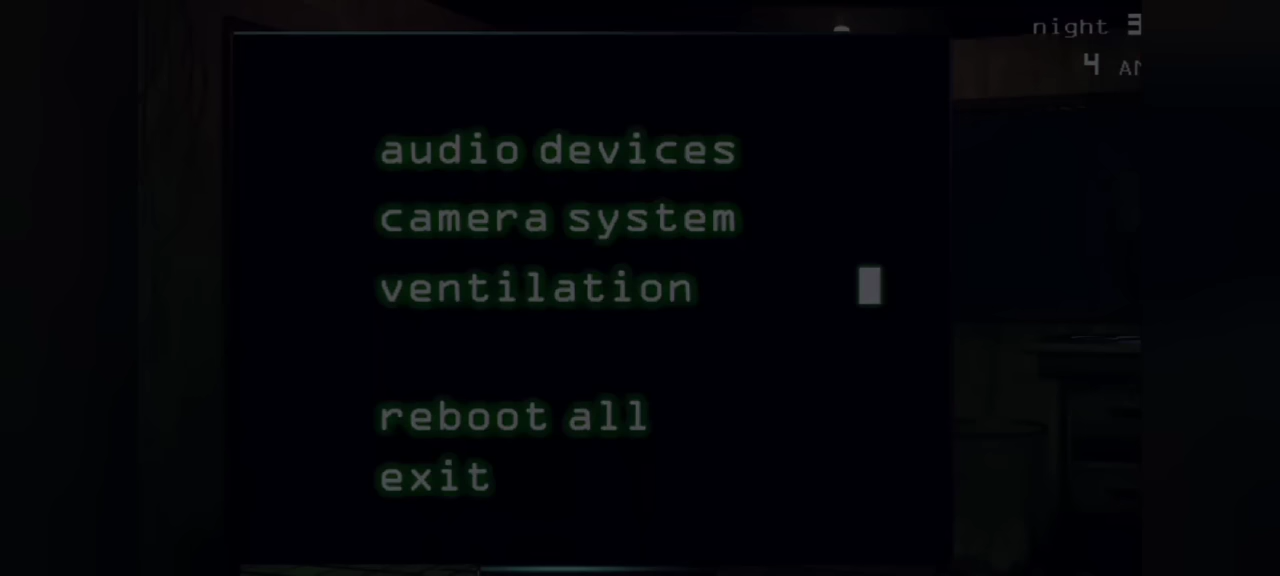 night 3
4 AM
audio devices
camera system
ventilation
reboot all
exit